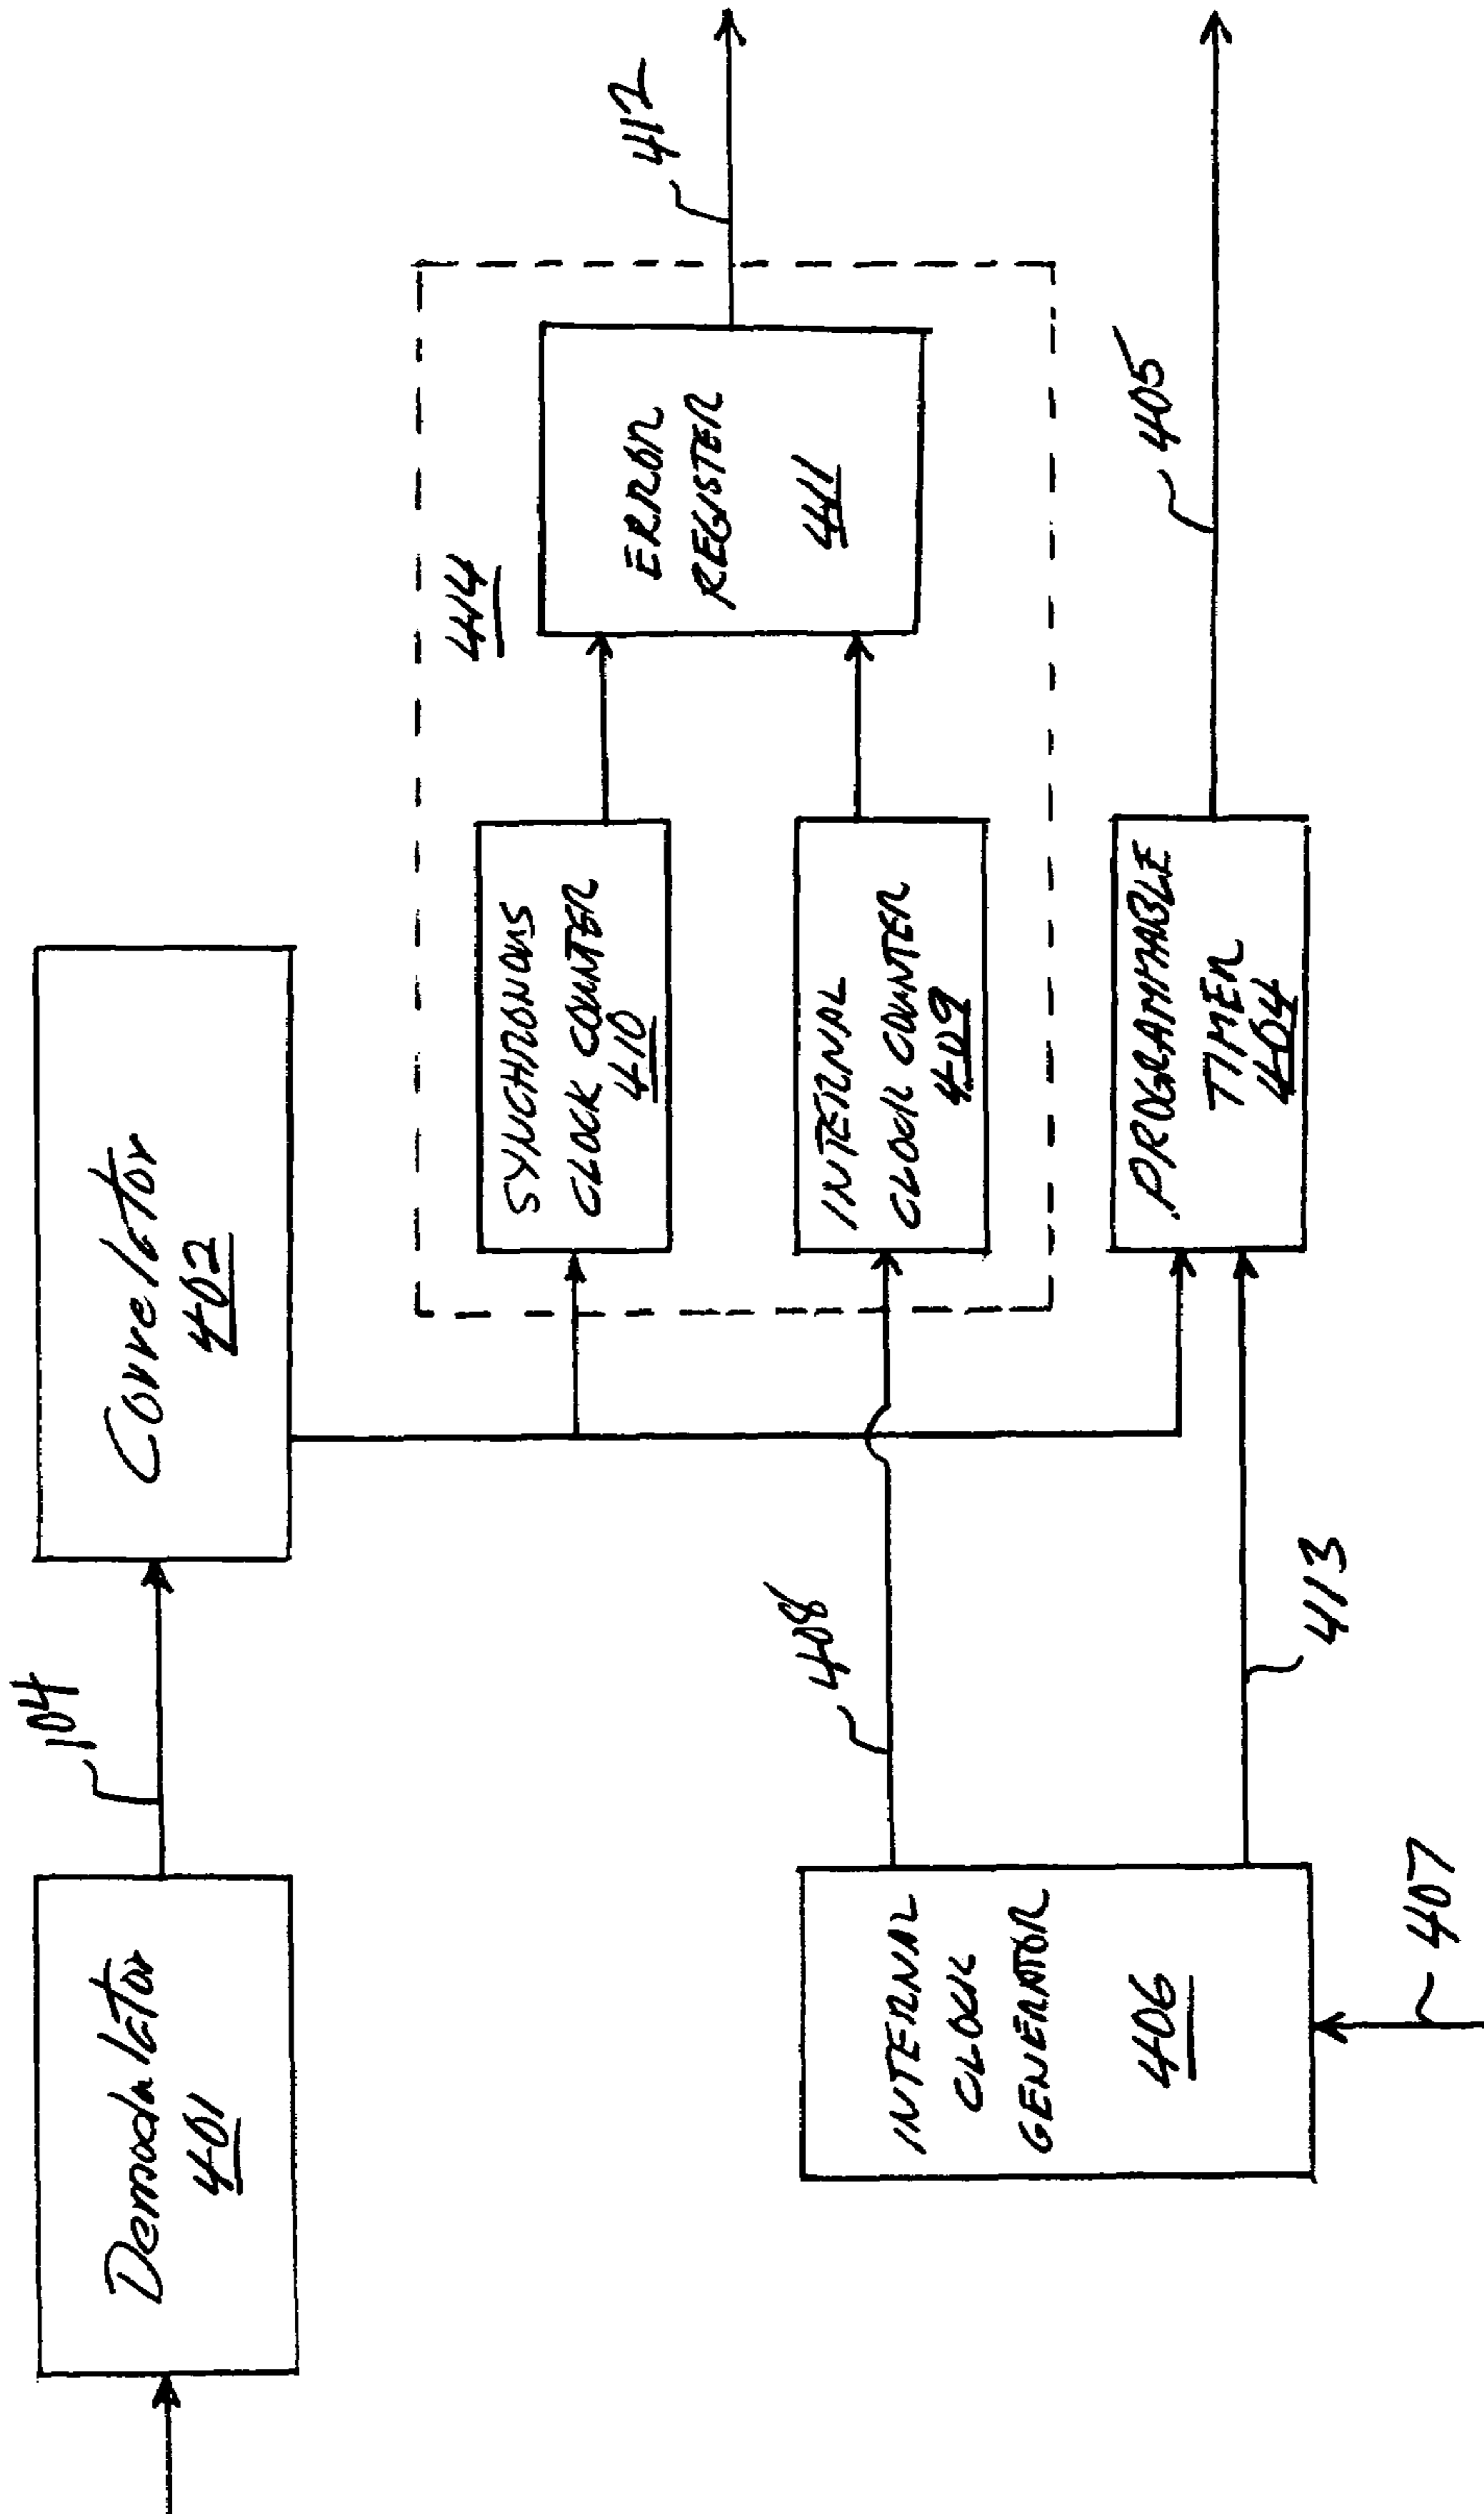 Demodulator
401
104
Correlator
402
414
SYNCHRONOUS
CLOCK COUNTER
410
ERROR
REGISTER
411
412
INTERNAL
CLOCK COUNTER
409
408
INTERNAL
CLOCK
GENERATOR
406
407
413
PROGRAMMABLE
TIMER
404
405